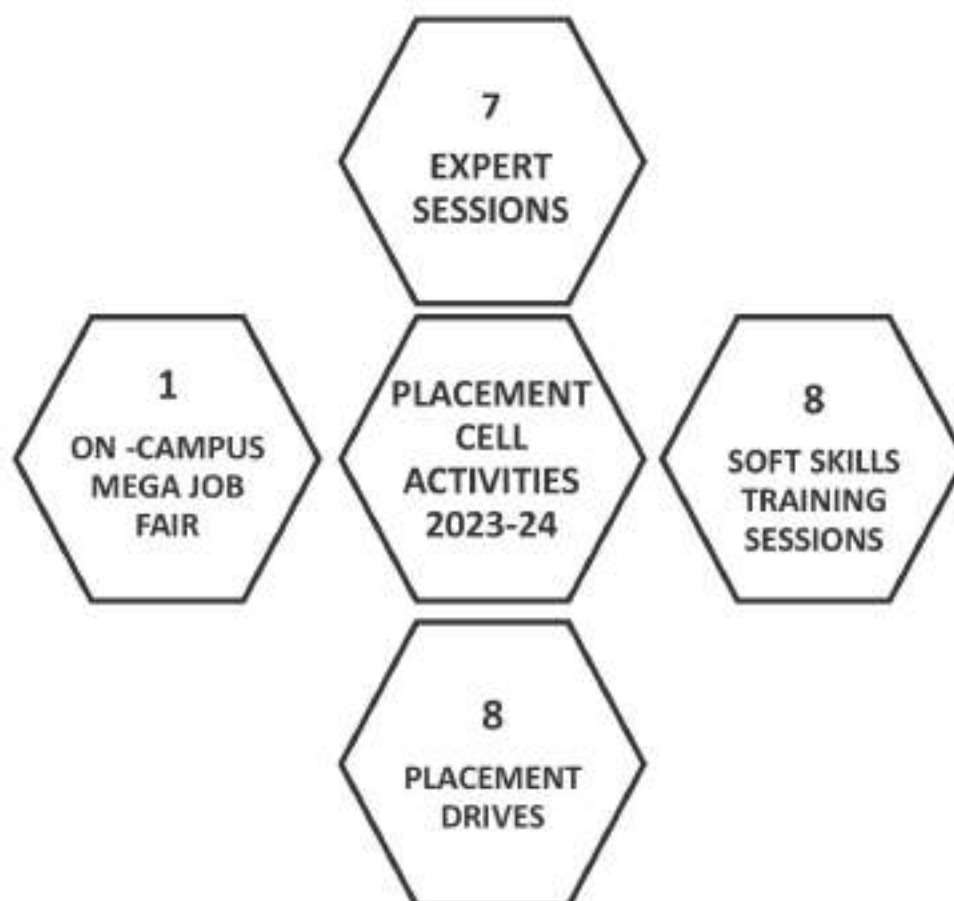 7
EXPERT
SESSIONS
1
ON -CAMPUS
MEGA JOB
FAIR
PLACEMENT
CELL
ACTIVITIES
2023-24
8
SOFT SKILLS
TRAINING
SESSIONS
8
PLACEMENT
DRIVES